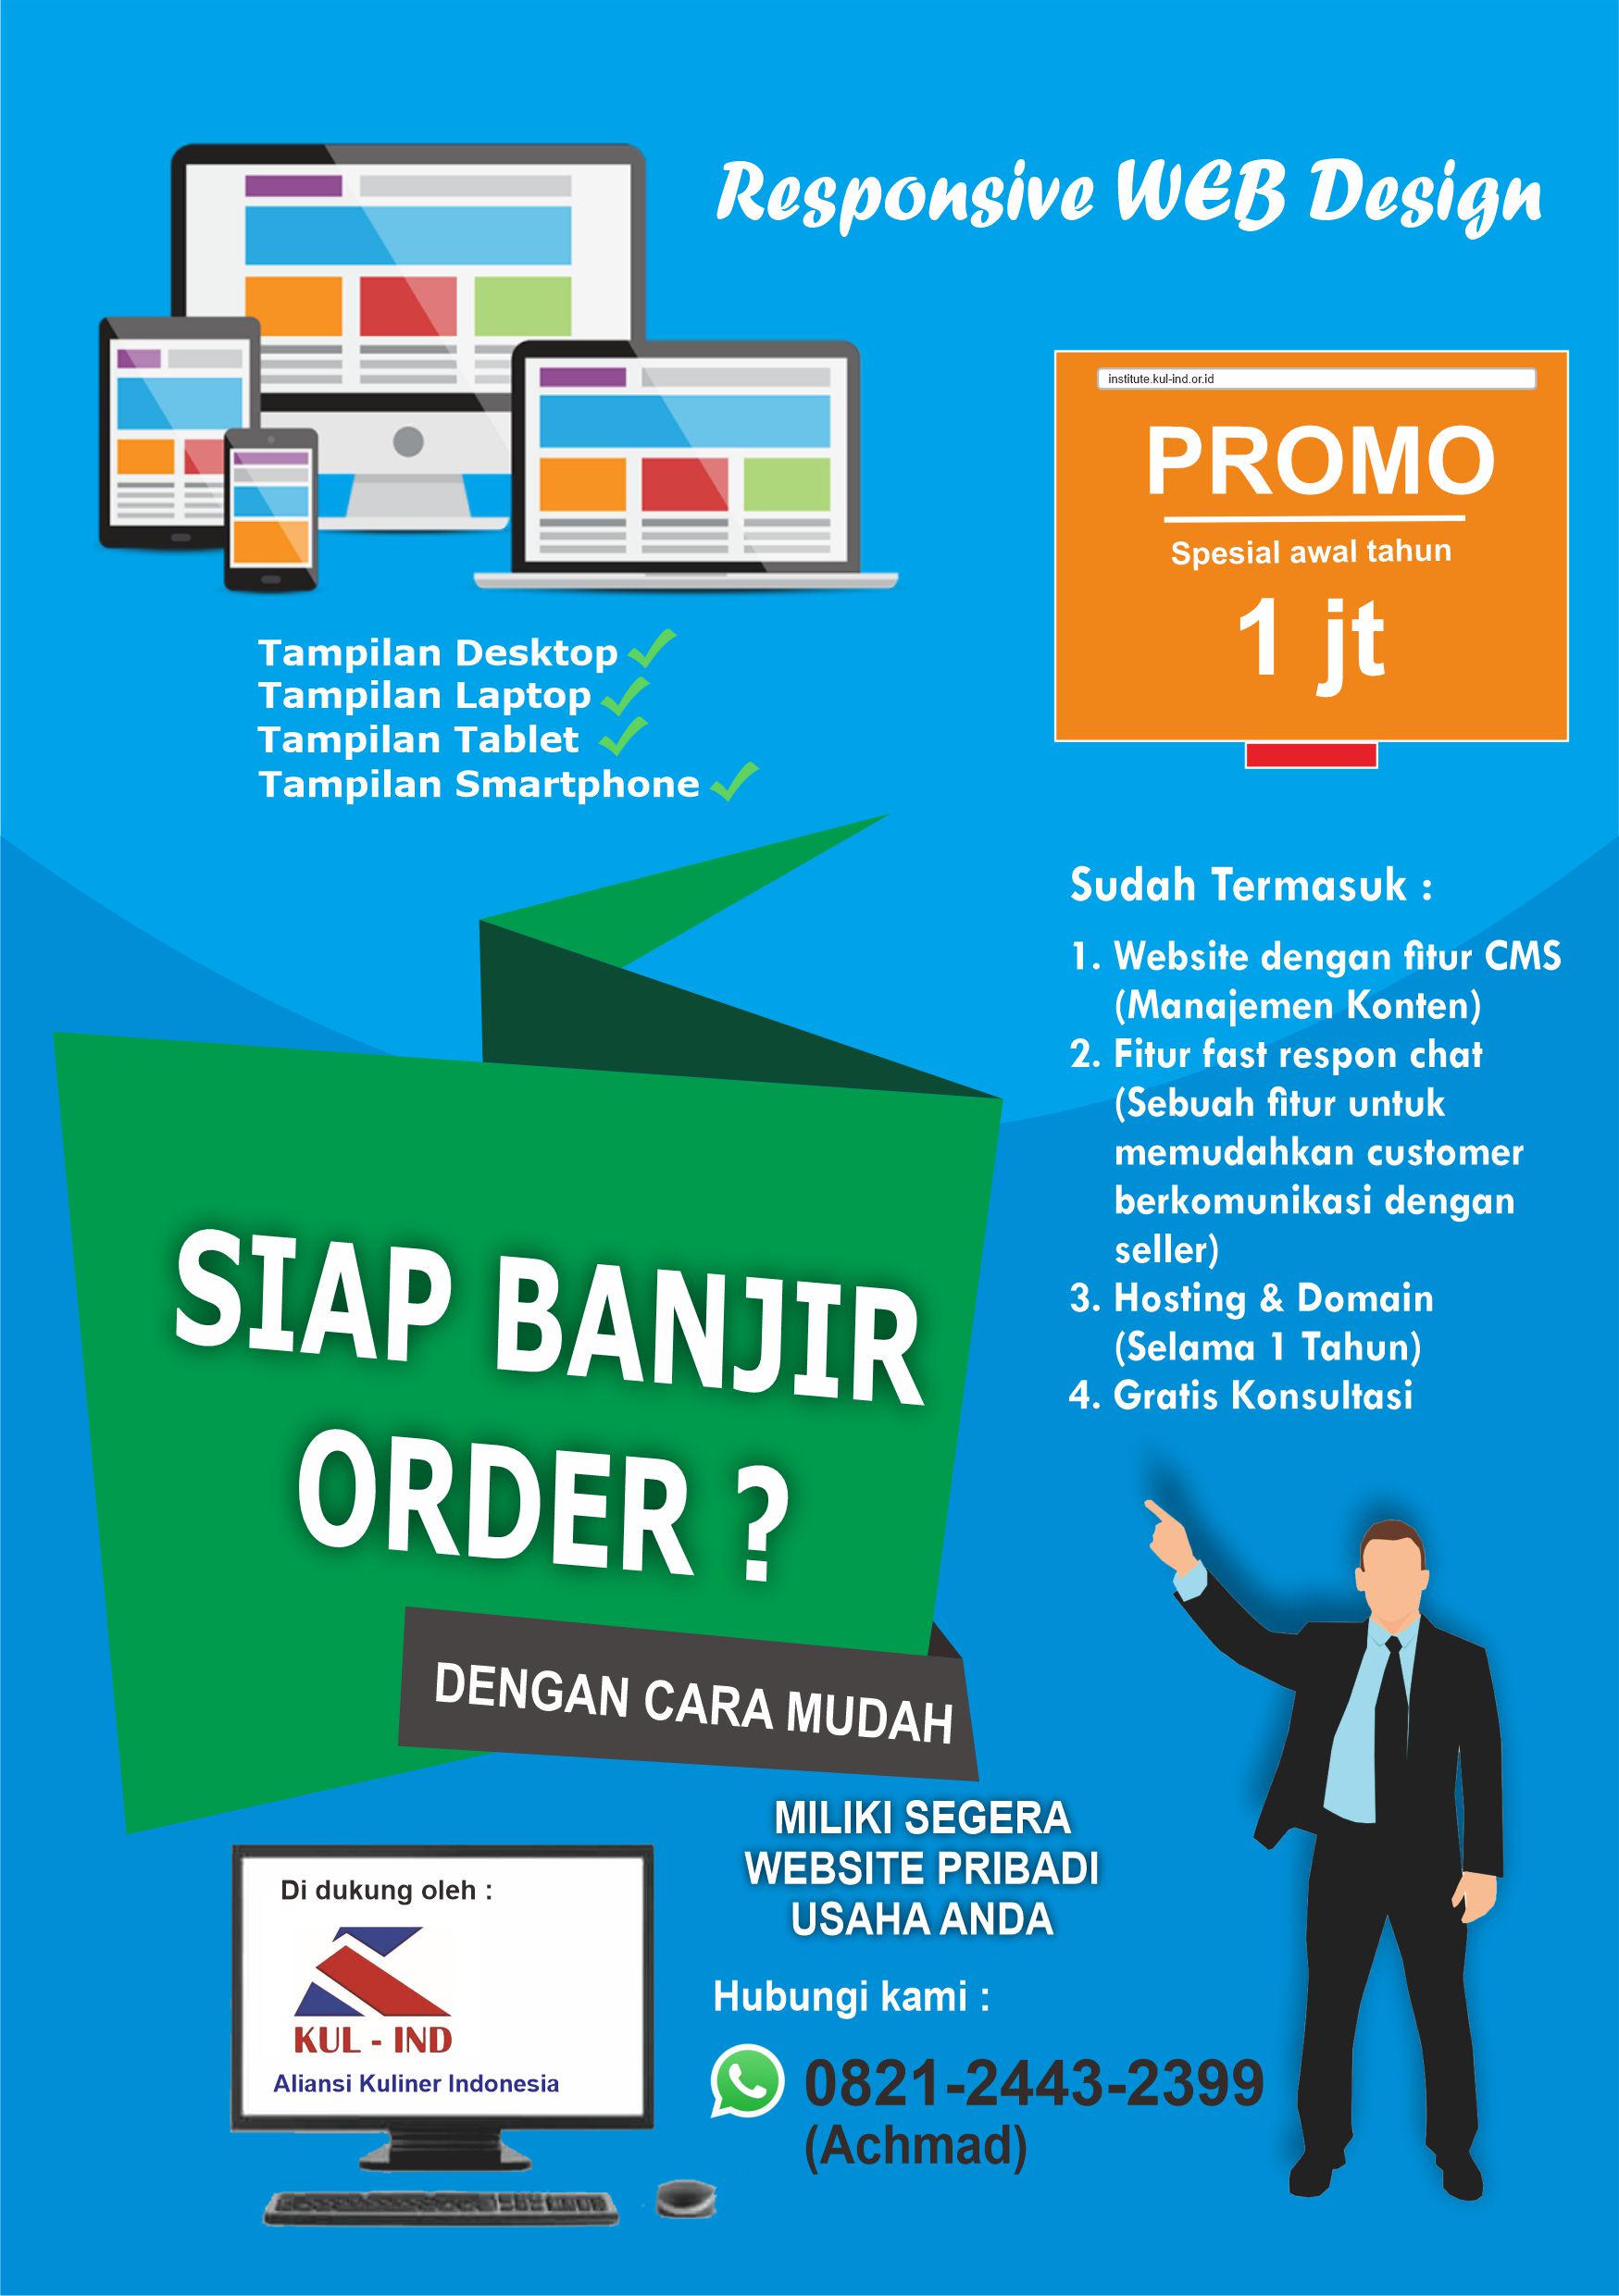 Responsive WEB Design
institute.kul-ind.or.id
PROMO
Spesial awal tahun
1 jt
Tampilan Desktop
Tampilan Laptop
Tampilan Tablet
Tampilan Smartphone
Sudah Termasuk :
1. Website dengan fitur CMS
(Manajemen Konten)
2. Fitur fast respon chat
(Sebuah fitur untuk
memudahkan customer
berkomunikasi dengan
seller)
3. Hosting & Domain
(Selama 1 Tahun)
4. Gratis Konsultasi
SIAP BANJIR
ORDER ?
DENGAN CARA MUDAH
MILIKI SEGERA
WEBSITE PRIBADI
USAHA ANDA
Di dukung oleh :
KUL - IND
Aliansi Kuliner Indonesia
Hubungi kami :
0821-2443-2399
(Achmad)